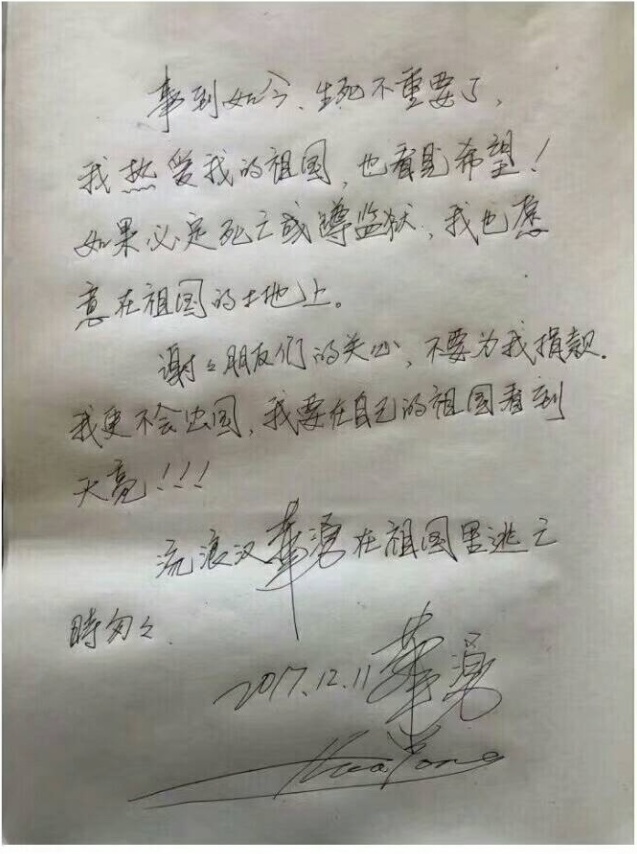 事到如今、生死不重要了，
我热爱我的祖国，也看见希望！
如果必定死亡或蹲监狱，我也愿
意在祖国的土地上。
谢々朋友们的关心，不要为我捐款.
我更不会出国，我要在自己的祖国看到
天亮！！！
流浪汉華湧在祖国里逃亡
時匆々.
2017.12.11 華湧
Hua Yong